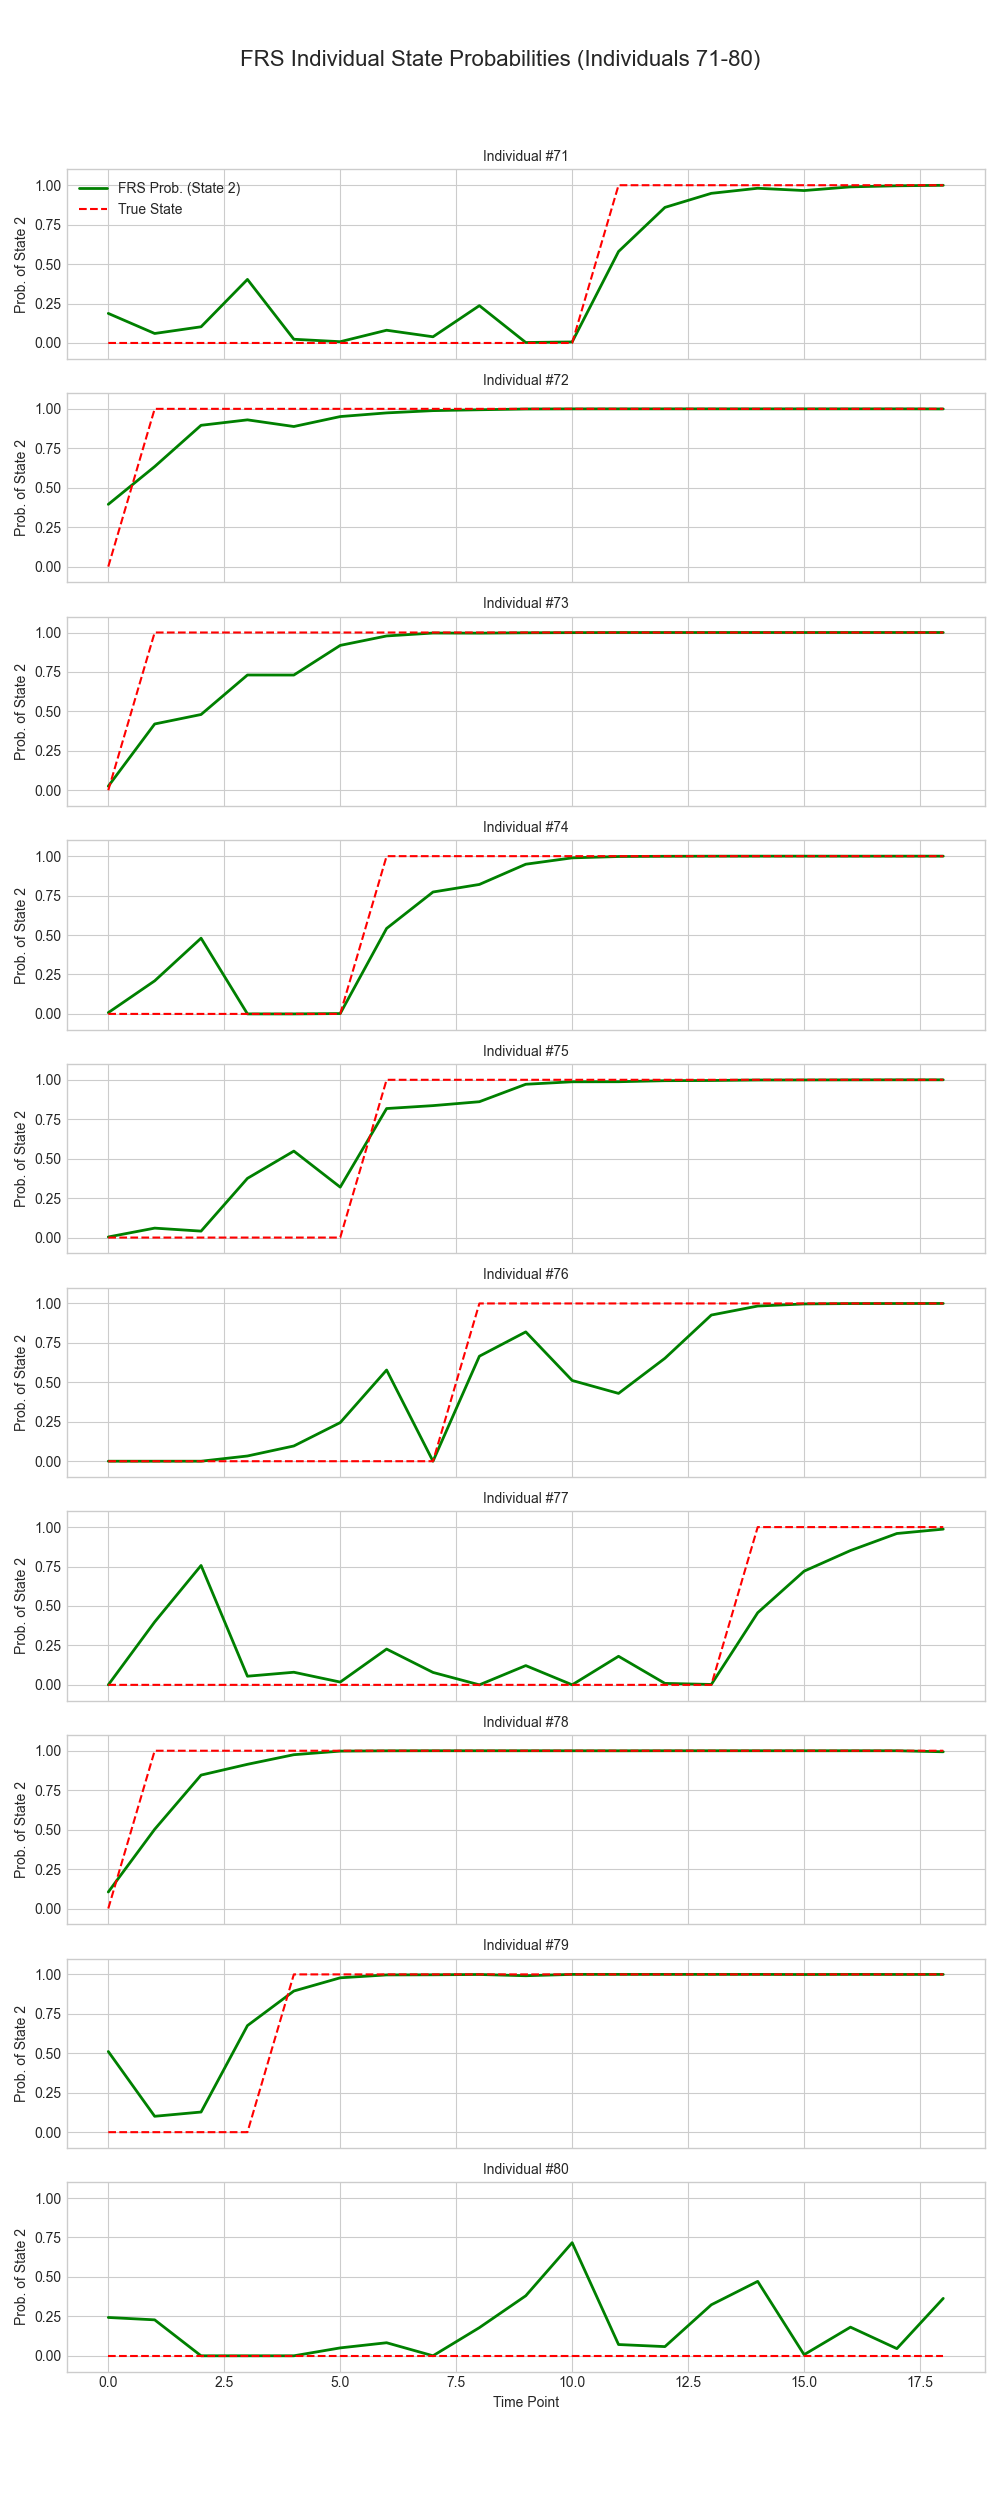 FRS Individual State Probabilities (Individuals 71-80)
Individual #71
FRS Prob. (State 2)
True State
Prob. of State 2
1.00
0.75
0.50
0.25
0.00
Individual #72
Prob. of State 2
1.00
0.75
0.50
0.25
0.00
Individual #73
Prob. of State 2
1.00
0.75
0.50
0.25
0.00
Individual #74
Prob. of State 2
1.00
0.75
0.50
0.25
0.00
Individual #75
Prob. of State 2
1.00
0.75
0.50
0.25
0.00
Individual #76
Prob. of State 2
1.00
0.75
0.50
0.25
0.00
Individual #77
Prob. of State 2
1.00
0.75
0.50
0.25
0.00
Individual #78
Prob. of State 2
1.00
0.75
0.50
0.25
0.00
Individual #79
Prob. of State 2
1.00
0.75
0.50
0.25
0.00
Individual #80
Prob. of State 2
1.00
0.75
0.50
0.25
0.00
0.0 2.5 5.0 7.5 10.0 12.5 15.0 17.5
Time Point